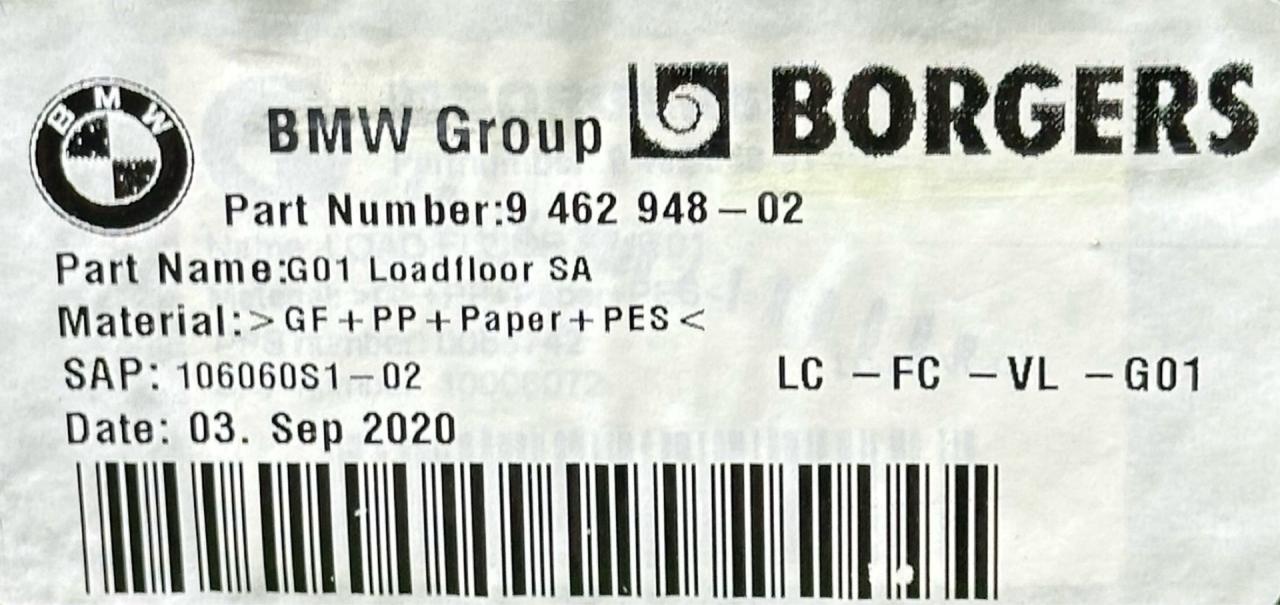 BMW
BMW Group BORGERS
Part Number:9 462 948-02
Part Name:G01 Loadfloor SA
Material:>GF+PP+Paper+PES<
SAP: 106060S1-02 LC -FC -VL -G01
Date: 03. Sep 2020